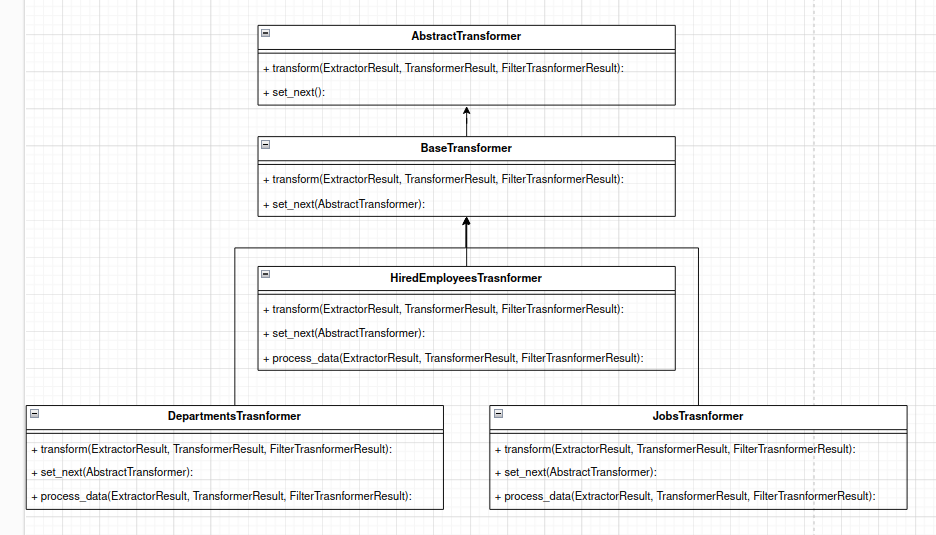 AbstractTransformer
+ transform(ExtractorResult, TransformerResult, FilterTrasnformerResult):
+ set_next():
BaseTransformer
+ transform(ExtractorResult, TransformerResult, FilterTrasnformerResult):
+ set_next(AbstractTransformer):
HiredEmployeesTrasnformer
+ transform(ExtractorResult, TransformerResult, FilterTrasnformerResult):
+ set_next(AbstractTransformer):
+ process_data(ExtractorResult, TransformerResult, FilterTrasnformerResult):
DepartmentsTrasnformer
+ transform(ExtractorResult, TransformerResult, FilterTrasnformerResult):
+ set_next(AbstractTransformer):
+ process_data(ExtractorResult, TransformerResult, FilterTrasnformerResult):
JobsTrasnformer
+ transform(ExtractorResult, TransformerResult, FilterTrasnformerResult):
+ set_next(AbstractTransformer):
+ process_data(ExtractorResult, TransformerResult, FilterTrasnformerResult):